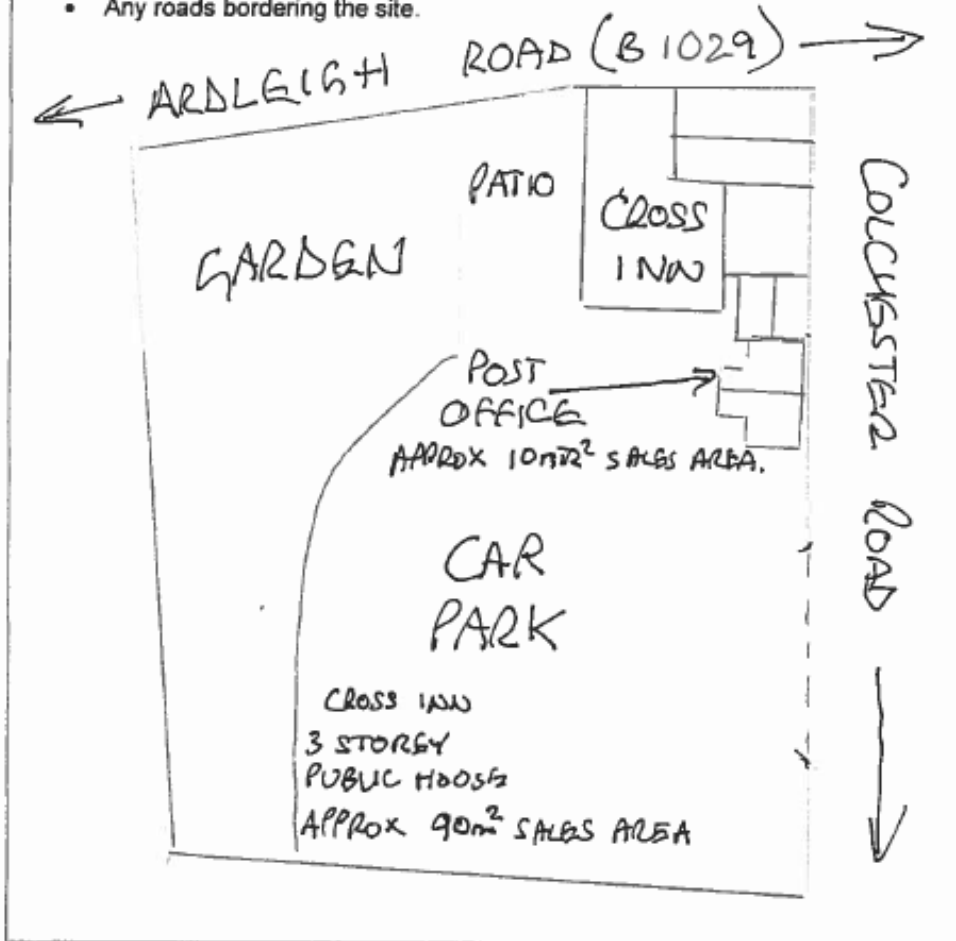 • Any roads bordering the site.
ARDLEIGH ROAD (B 1029)
PATIO
GARDEN
CROSS
INN
COLCHESTER ROAD
POST
OFFICE
APPROX 10m² SALES AREA.
CAR
PARK
CROSS INN
3 STOREY
PUBLIC HOUSE
APPROX 90m² SALES AREA